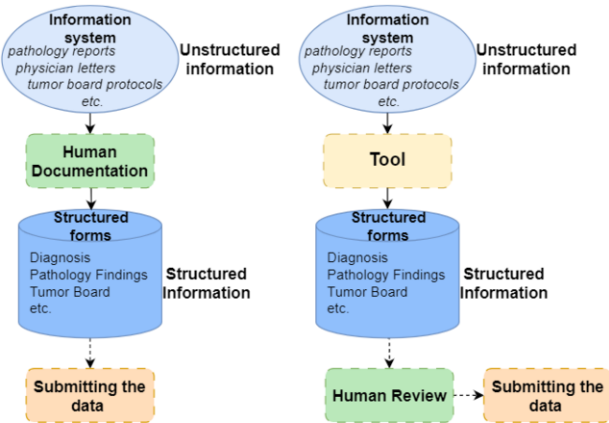 Information
system
pathology reports
physician letters
tumor board protocols
etc.
Unstructured
information
Human
Documentation
Structured
forms
Diagnosis
Pathology Findings
Tumor Board
etc.
Structured
Information
Submitting the
data
Information
system
pathology reports
physician letters
tumor board protocols
etc.
Unstructured
information
Tool
Structured
forms
Diagnosis
Pathology Findings
Tumor Board
etc.
Structured
Information
Human Review
Submitting the
data